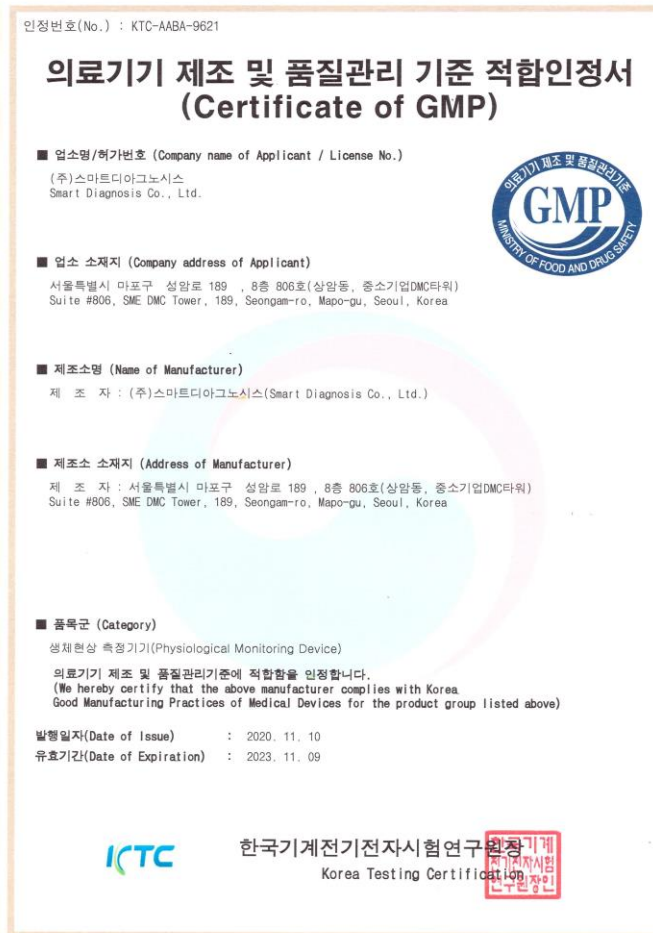 인정번호(No.) : KTC-AABA-9621
의료기기 제조 및 품질관리 기준 적합인정서
(Certificate of GMP)
■ 업소명/허가번호 (Company name of Applicant / License No.)
(주)스마트디아그노시스
Smart Diagnosis Co., Ltd.
의료기기 제조 및 품질관리기준
GMP
MINISTRY OF FOOD AND DRUG SAFETY
■ 업소 소재지 (Company address of Applicant)
서울특별시 마포구 성암로 189 , 8층 806호(상암동, 중소기업DMC타워)
Suite #806, SME DMC Tower, 189, Seongam-ro, Mapo-gu, Seoul, Korea
■ 제조소명 (Name of Manufacturer)
제 조 자 : (주)스마트디아그노시스(Smart Diagnosis Co., Ltd.)
■ 제조소 소재지 (Address of Manufacturer)
제 조 자 : 서울특별시 마포구 성암로 189 , 8층 806호(상암동, 중소기업DMC타워)
Suite #806, SME DMC Tower, 189, Seongam-ro, Mapo-gu, Seoul, Korea
■ 품목군 (Category)
생체현상 측정기기(Physiological Monitoring Device)
의료기기 제조 및 품질관리기준에 적합함을 인정합니다.
(We hereby certify that the above manufacturer complies with Korea
Good Manufacturing Practices of Medical Devices for the product group listed above)
발행일자(Date of Issue) : 2020. 11. 10
유효기간(Date of Expiration) : 2023. 11. 09
KTC
한국기계전기전자시험연구원장
Korea Testing Certification
한국기계
전기전자시험
연구원장인